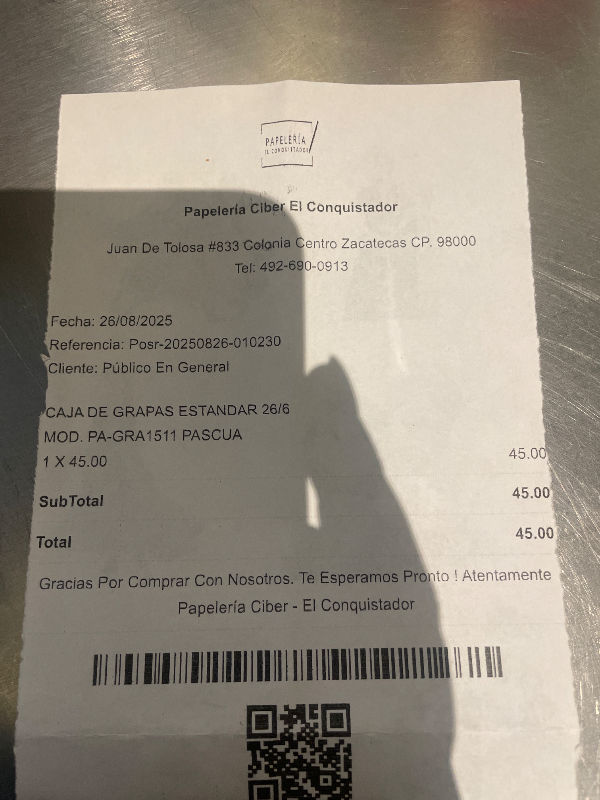 PAPELERÍA
EL CONQUISTADOR
Papelería Ciber El Conquistador
Juan De Tolosa #833 Colonia Centro Zacatecas CP. 98000
Tel: 492-690-0913
Fecha: 26/08/2025
Referencia: Posr-20250826-010230
Cliente: Público En General
CAJA DE GRAPAS ESTANDAR 26/6
MOD. PA-GRA1511 PASCUA
1 X 45.00 45.00
SubTotal 45.00
Total 45.00
Gracias Por Comprar Con Nosotros. Te Esperamos Pronto ! Atentamente
Papelería Ciber - El Conquistador